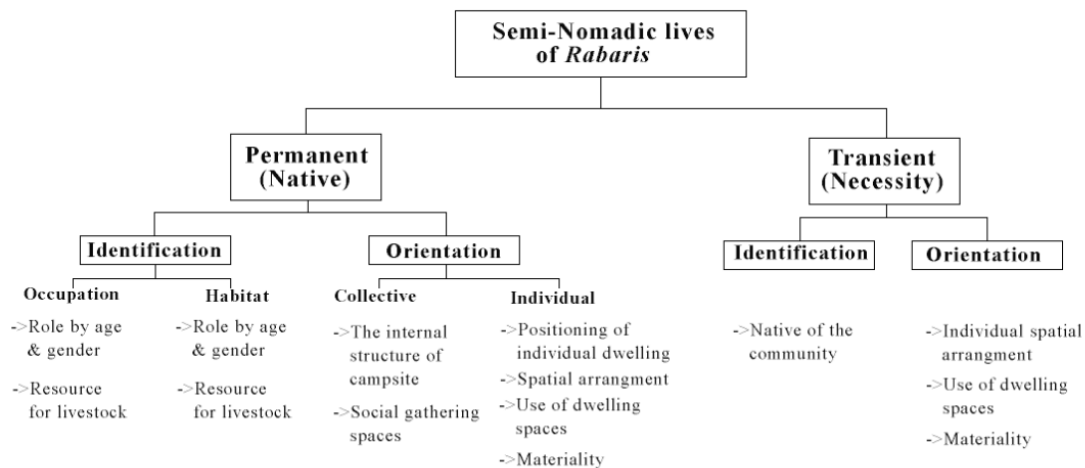 Semi-Nomadic lives
of Rabaris
Permanent
(Native)
Transient
(Necessity)
Identification
Orientation
Identification
Orientation
Occupation
->Role by age
& gender
->Resource
for livestock
Habitat
->Role by age
& gender
->Resource
for livestock
Collective
->The internal
structure of
campsite
->Social gathering
spaces
Individual
->Positioning of
individual dwelling
->Spatial arrangment
->Use of dwelling
spaces
->Materiality
->Native of the
community
->Individual spatial
arrangment
->Use of dwelling
spaces
->Materiality